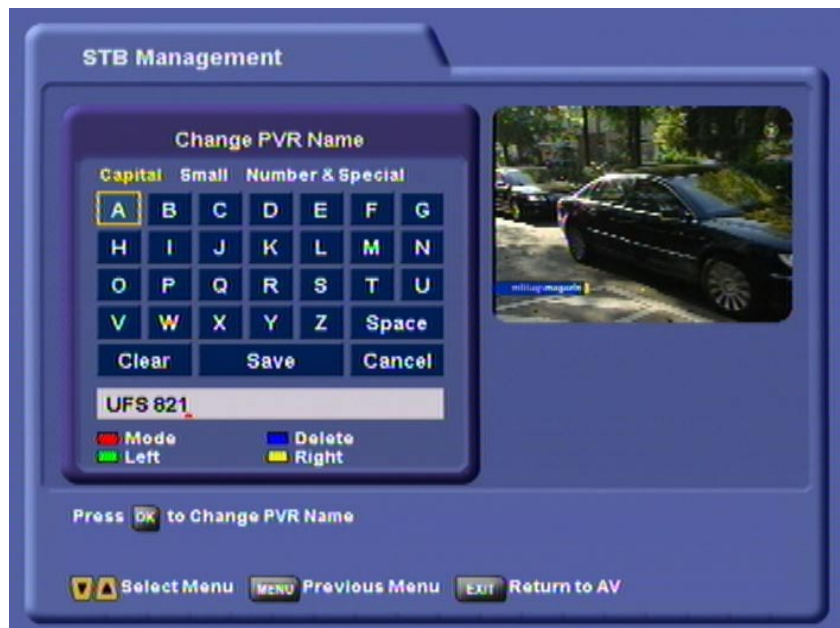 STB Management
Change PVR Name
Capital Small Number & Special
A B C D E F G
H I J K L M N
O P Q R S T U
V W X Y Z Space
Clear Save Cancel
UFS 821
Mode Delete
Left Right
mittagsmagazin
Press OK to Change PVR Name
Select Menu MENU Previous Menu EXIT Return to AV